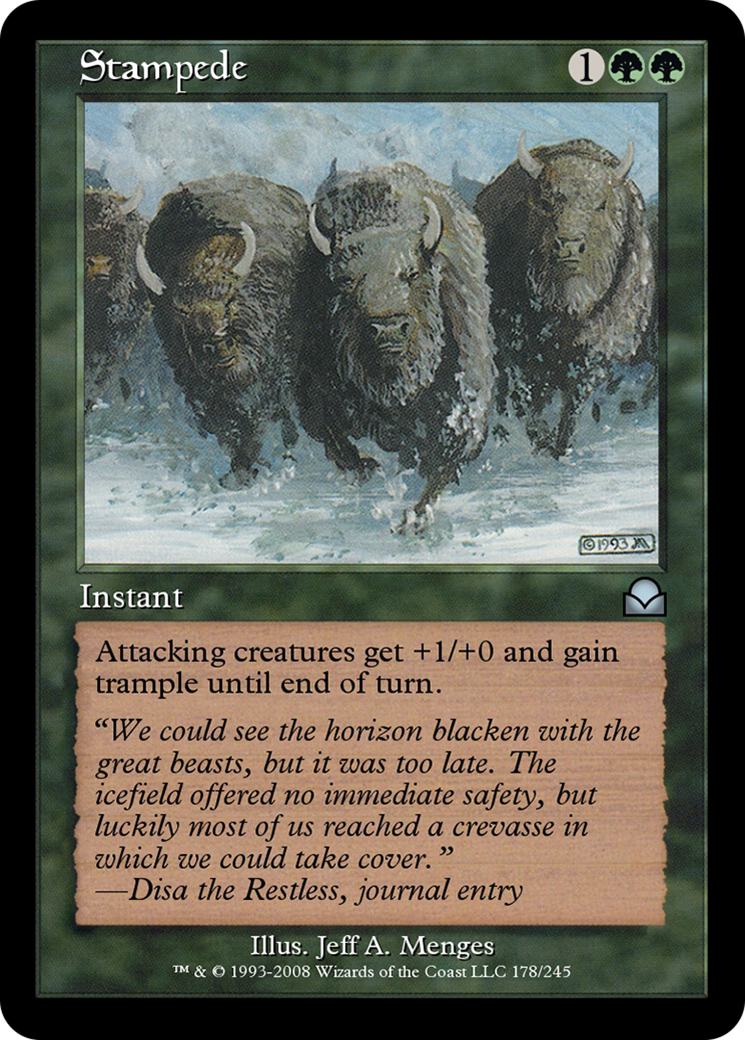 Stampede 1
©1993 JAM
Instant
Attacking creatures get +1/+0 and gain
trample until end of turn.
“We could see the horizon blacken with the
great beasts, but it was too late. The
icefield offered no immediate safety, but
luckily most of us reached a crevasse in
which we could take cover.”
—Disa the Restless, journal entry
Illus. Jeff A. Menges
™ & © 1993-2008 Wizards of the Coast LLC 178/245